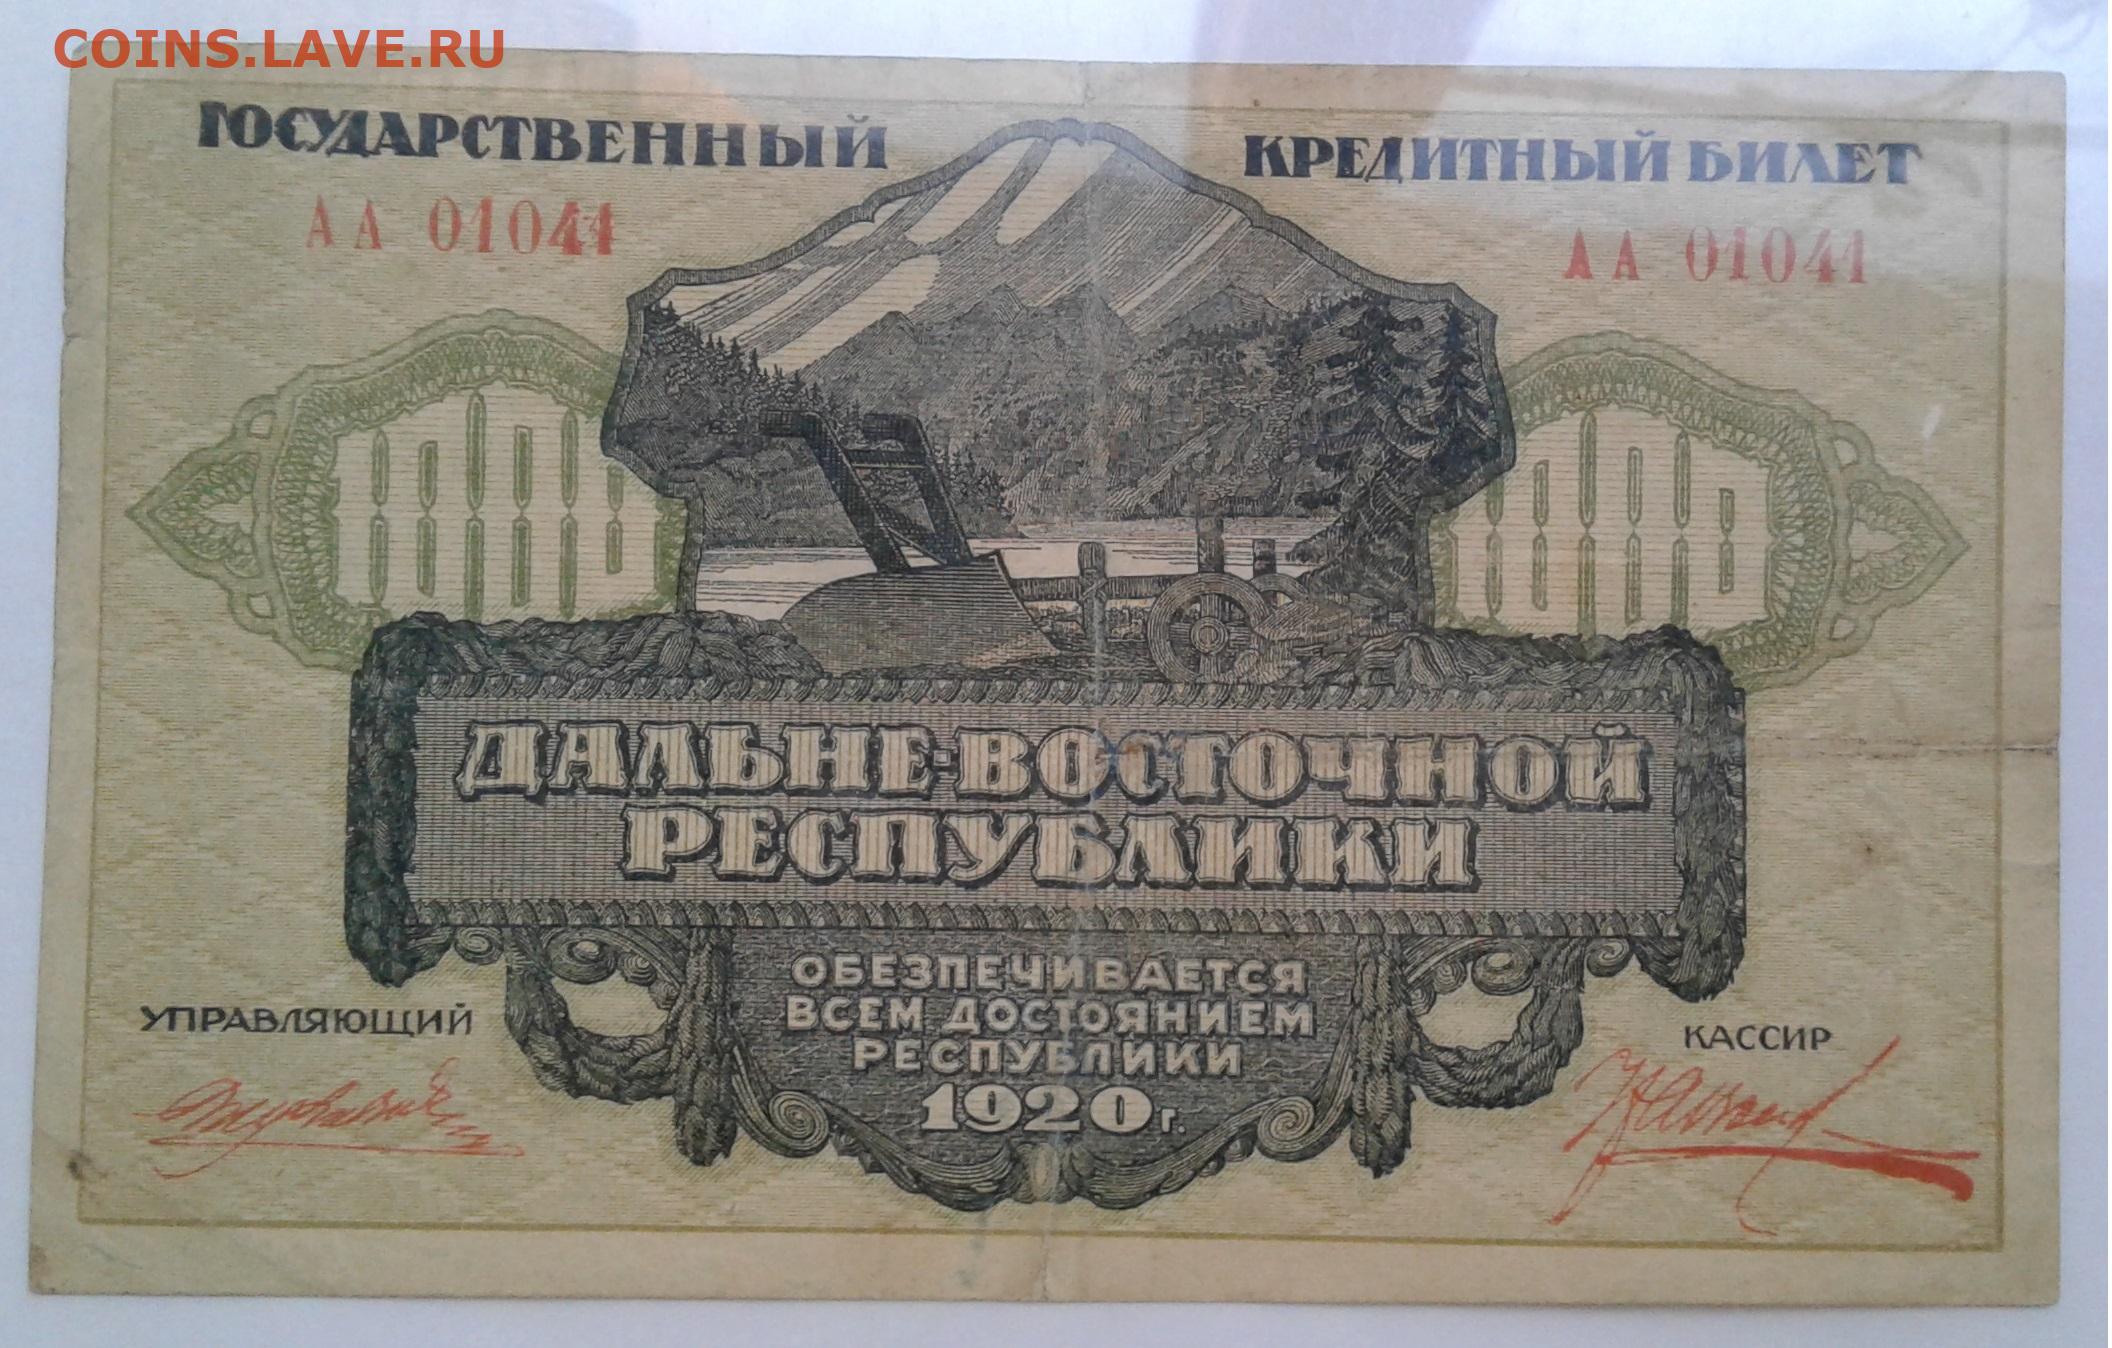 COINS.LAVE.RU
ГОСУДАРСТВЕННЫЙ КРЕДИТНЫЙ БИЛЕТ
АА 01041 АА 01041
1000 1000
ДАЛЬНЕ-ВОСТОЧНОЙ
РЕСПУБЛИКИ
ОБЕЗПЕЧИВАЕТСЯ
ВСЕМ ДОСТОЯНИЕМ
РЕСПУБЛИКИ
1920 г.
УПРАВЛЯЮЩИЙ КАССИР